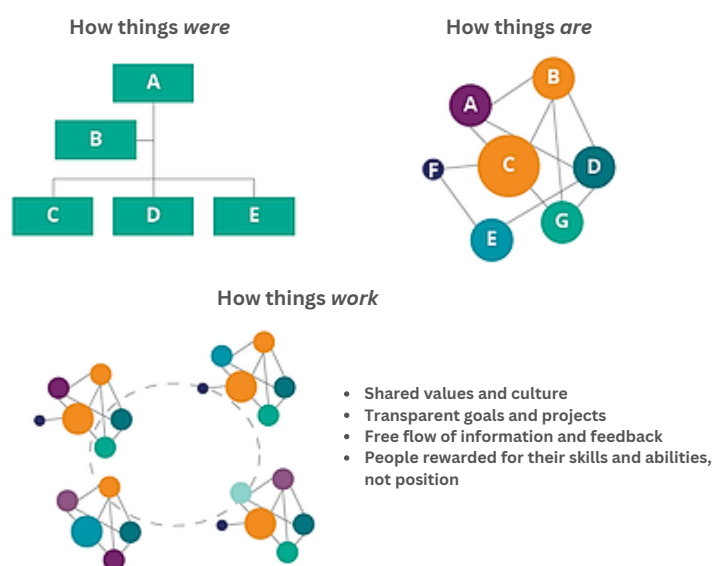 How things were
How things are
A
B
C
D
E
A
B
C
D
F
E
G
How things work
• Shared values and culture
• Transparent goals and projects
• Free flow of information and feedback
• People rewarded for their skills and abilities,
not position